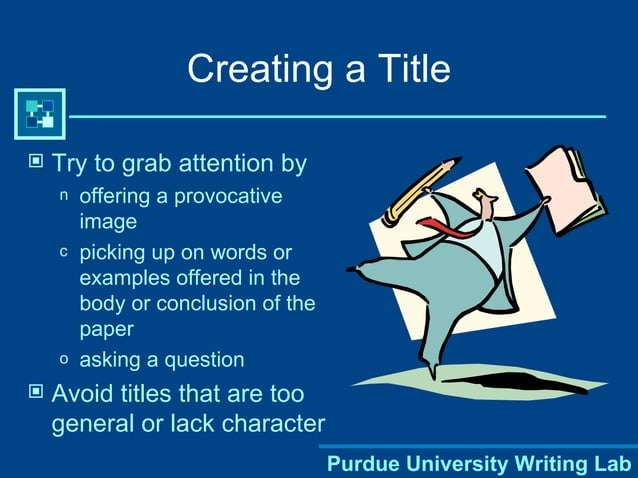 Creating a Title
Try to grab attention by
n offering a provocative
image
c picking up on words or
examples offered in the
body or conclusion of the
paper
o asking a question
Avoid titles that are too
general or lack character
Purdue University Writing Lab